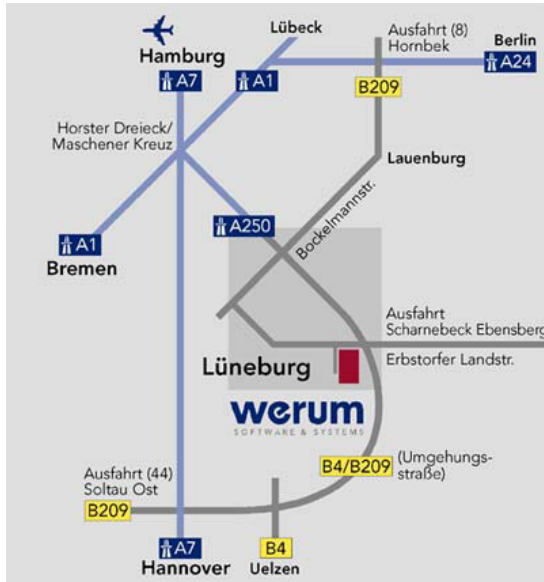 Lübeck
Ausfahrt (8)
Hornbek
Berlin
Hamburg
A7
A1
A24
B209
Horster Dreieck/
Maschener Kreuz
Lauenburg
Bockelmannstr.
A250
A1
Bremen
Ausfahrt
Scharnebeck Ebensberg
Erbstorfer Landstr.
Lüneburg
werum
SOFTWARE & SYSTEMS
B4/B209
(Umgehungs-
straße)
Ausfahrt (44)
Soltau Ost
B209
A7
Hannover
B4
Uelzen